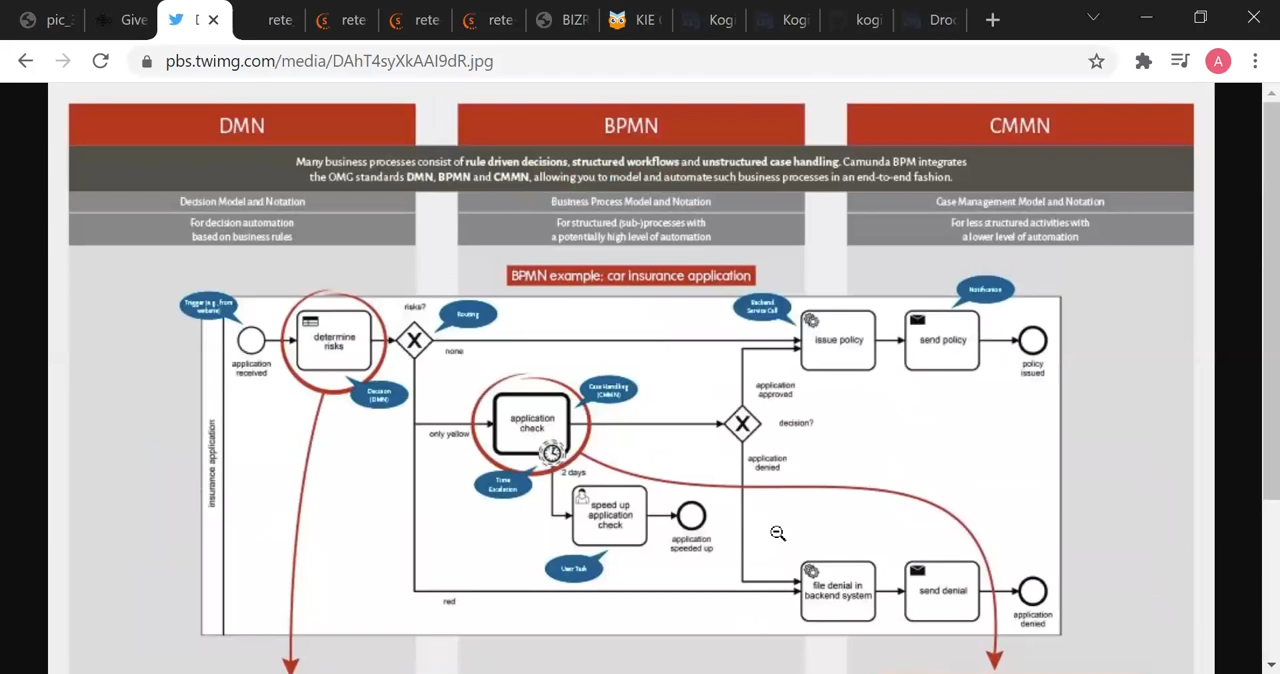 pic_
Give
rete
rete
rete
rete
BIZR
KIE
Kogi
Kogi
kogi
Droo
pbs.twimg.com/media/DAhT4syXkAAI9dR.jpg
A
DMN
BPMN
CMMN
Many business processes consist of rule driven decisions, structured workflows and unstructured case handling. Camunda BPM integrates
the OMG standards DMN, BPMN and CMMN, allowing you to model and automate such business processes in an end-to-end fashion.
Decision Model and Notation
Business Process Model and Notation
Case Management Model and Notation
For decision automation
based on business rules
For structured (sub-)processes with
a potentially high level of automation
For less structured activities with
a lower level of automation
BPMN example: car insurance application
Trigger (e.g., from
website)
risks?
Routing
Backend
Service Call
Notification
determine
risks
issue policy
send policy
none
application
received
policy
issued
Decision
(DMN)
Case Handling
(CMMN)
application
approved
application
check
only yellow
decision?
insurance application
application
denied
2 days
Time
Escalation
speed up
application
check
application
speeded up
User Task
file denial in
backend system
send denial
red
application
denied